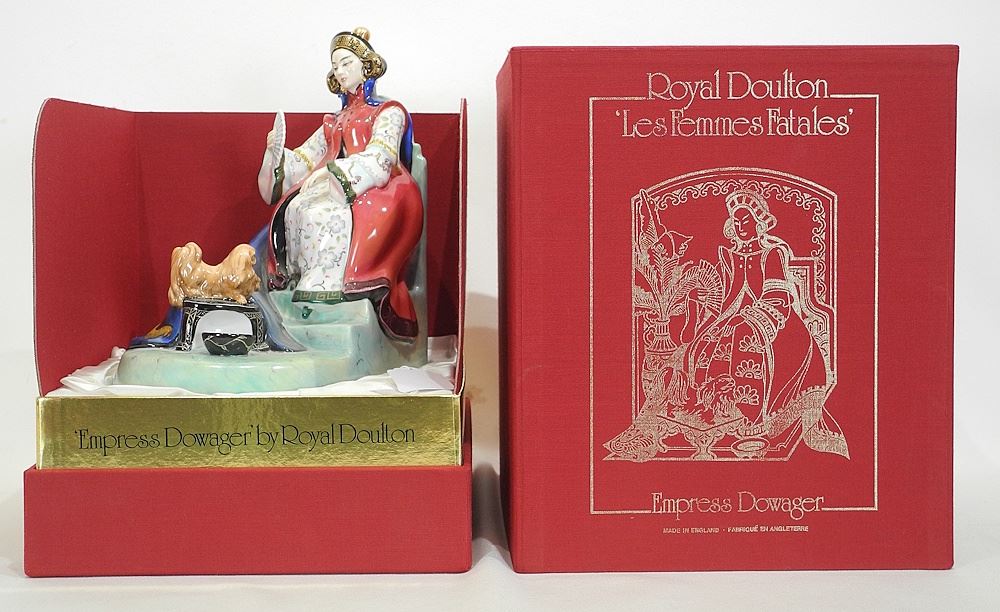 'Empress Dowager' by Royal Doulton
Royal Doulton
'Les Femmes Fatales'
Empress Dowager
MADE IN ENGLAND · FABRIQUÉ EN ANGLETERRE